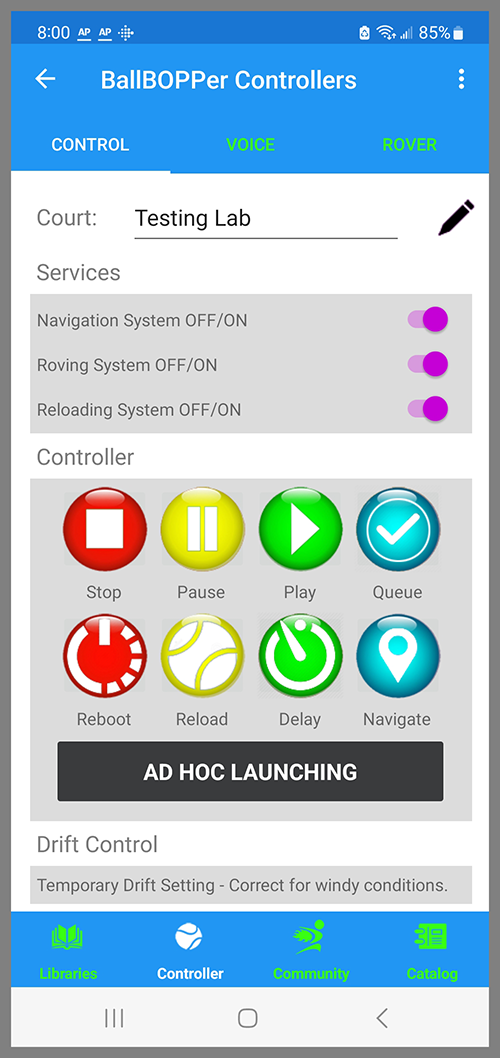 8:00 AP AP 85%
BallBOPPer Controllers
CONTROL VOICE ROVER
Court: Testing Lab
Services
Navigation System OFF/ON
Roving System OFF/ON
Reloading System OFF/ON
Controller
Stop Pause Play Queue
Reboot Reload Delay Navigate
AD HOC LAUNCHING
Drift Control
Temporary Drift Setting - Correct for windy conditions.
Libraries Controller Community Catalog